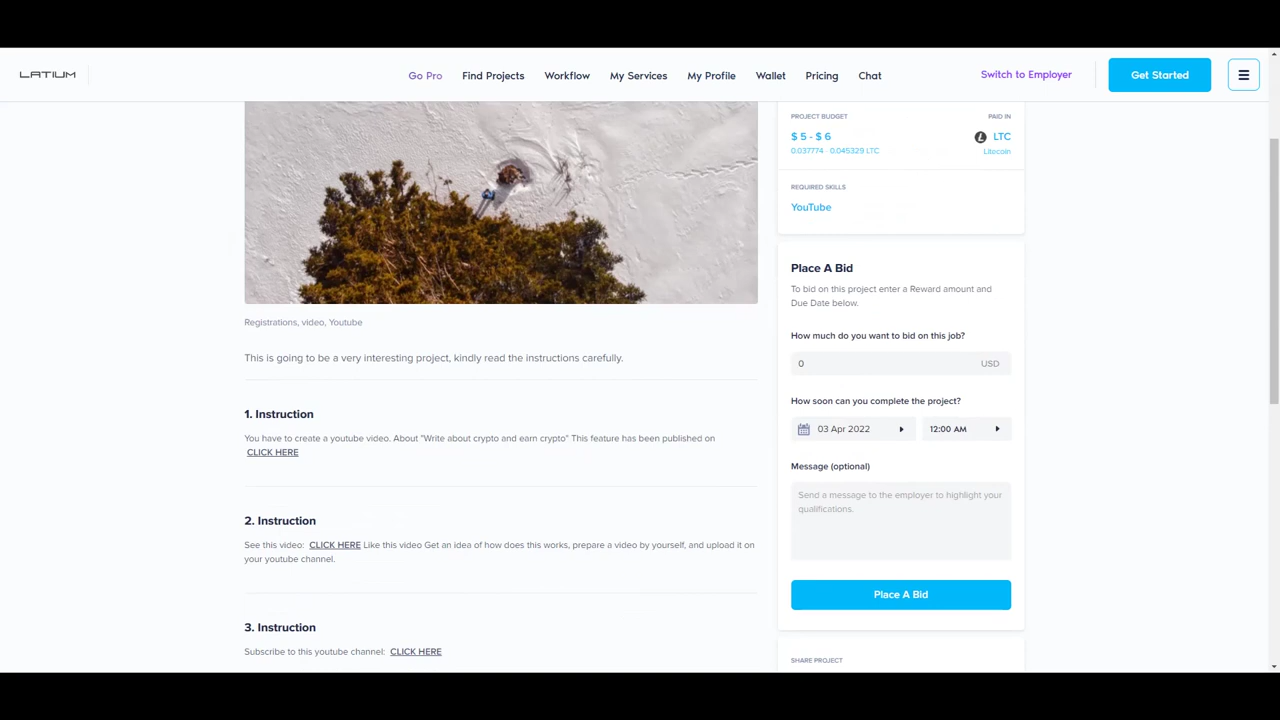 LATIUM
Go Pro
Find Projects
Workflow
My Services
My Profile
Wallet
Pricing
Chat
Switch to Employer
Get Started
PROJECT BUDGET
PAID IN
$ 5 - $ 6
LTC
0.037774 - 0.045329 LTC
Litecoin
REQUIRED SKILLS
YouTube
Registrations, video, Youtube
This is going to be a very interesting project, kindly read the instructions carefully.
1. Instruction
You have to create a youtube video. About "Write about crypto and earn crypto" This feature has been published on
CLICK HERE
2. Instruction
See this video: CLICK HERE Like this video Get an idea of how does this works, prepare a video by yourself, and upload it on
your youtube channel.
3. Instruction
Subscribe to this youtube channel: CLICK HERE
Place A Bid
To bid on this project enter a Reward amount and
Due Date below.
How much do you want to bid on this job?
0
USD
How soon can you complete the project?
03 Apr 2022
12:00 AM
Message (optional)
Send a message to the employer to highlight your
qualifications.
Place A Bid
SHARE PROJECT